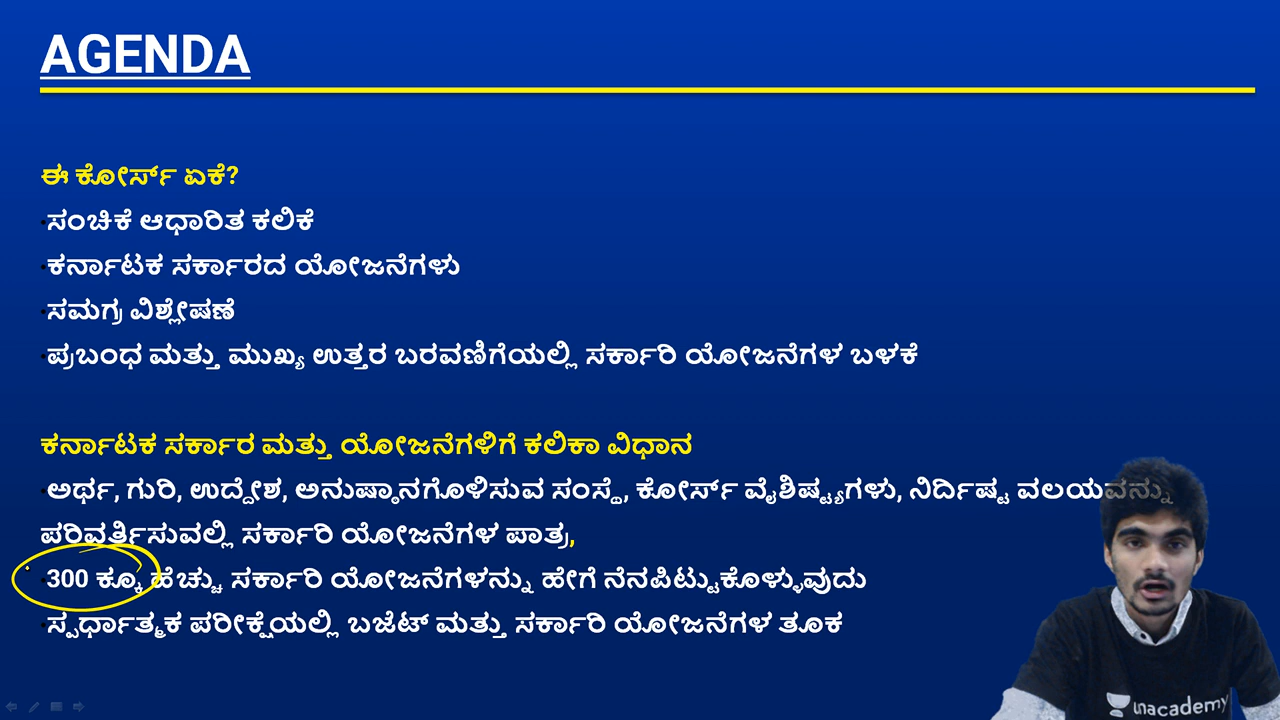 AGENDA
ಈ ಕೋರ್ಸ್ ಏಕೆ?
•ಸಂಚಿಕೆ ಆಧಾರಿತ ಕಲಿಕೆ
•ಕರ್ನಾಟಕ ಸರ್ಕಾರದ ಯೋಜನೆಗಳು
•ಸಮಗ್ರ ವಿಶ್ಲೇಷಣೆ
•ಪ್ರಬಂಧ ಮತ್ತು ಮುಖ್ಯ ಉತ್ತರ ಬರವಣಿಗೆಯಲ್ಲಿ ಸರ್ಕಾರಿ ಯೋಜನೆಗಳ ಬಳಕೆ
ಕರ್ನಾಟಕ ಸರ್ಕಾರ ಮತ್ತು ಯೋಜನೆಗಳಿಗೆ ಕಲಿಕಾ ವಿಧಾನ
•ಅರ್ಥ, ಗುರಿ, ಉದ್ದೇಶ, ಅನುಷ್ಠಾನಗೊಳಿಸುವ ಸಂಸ್ಥೆ, ಕೋರ್ಸ್ ವೈಶಿಷ್ಟ್ಯಗಳು, ನಿರ್ದಿಷ್ಟ ವಲಯವನ್ನು
ಪರಿವರ್ತಿಸುವಲ್ಲಿ ಸರ್ಕಾರಿ ಯೋಜನೆಗಳ ಪಾತ್ರ,
•300 ಕ್ಕೂ ಹೆಚ್ಚು ಸರ್ಕಾರಿ ಯೋಜನೆಗಳನ್ನು ಹೇಗೆ ನೆನಪಿಟ್ಟುಕೊಳ್ಳುವುದು
•ಸ್ಪರ್ಧಾತ್ಮಕ ಪರೀಕ್ಷೆಯಲ್ಲಿ ಬಜೆಟ್ ಮತ್ತು ಸರ್ಕಾರಿ ಯೋಜನೆಗಳ ತೂಕ
unacademy